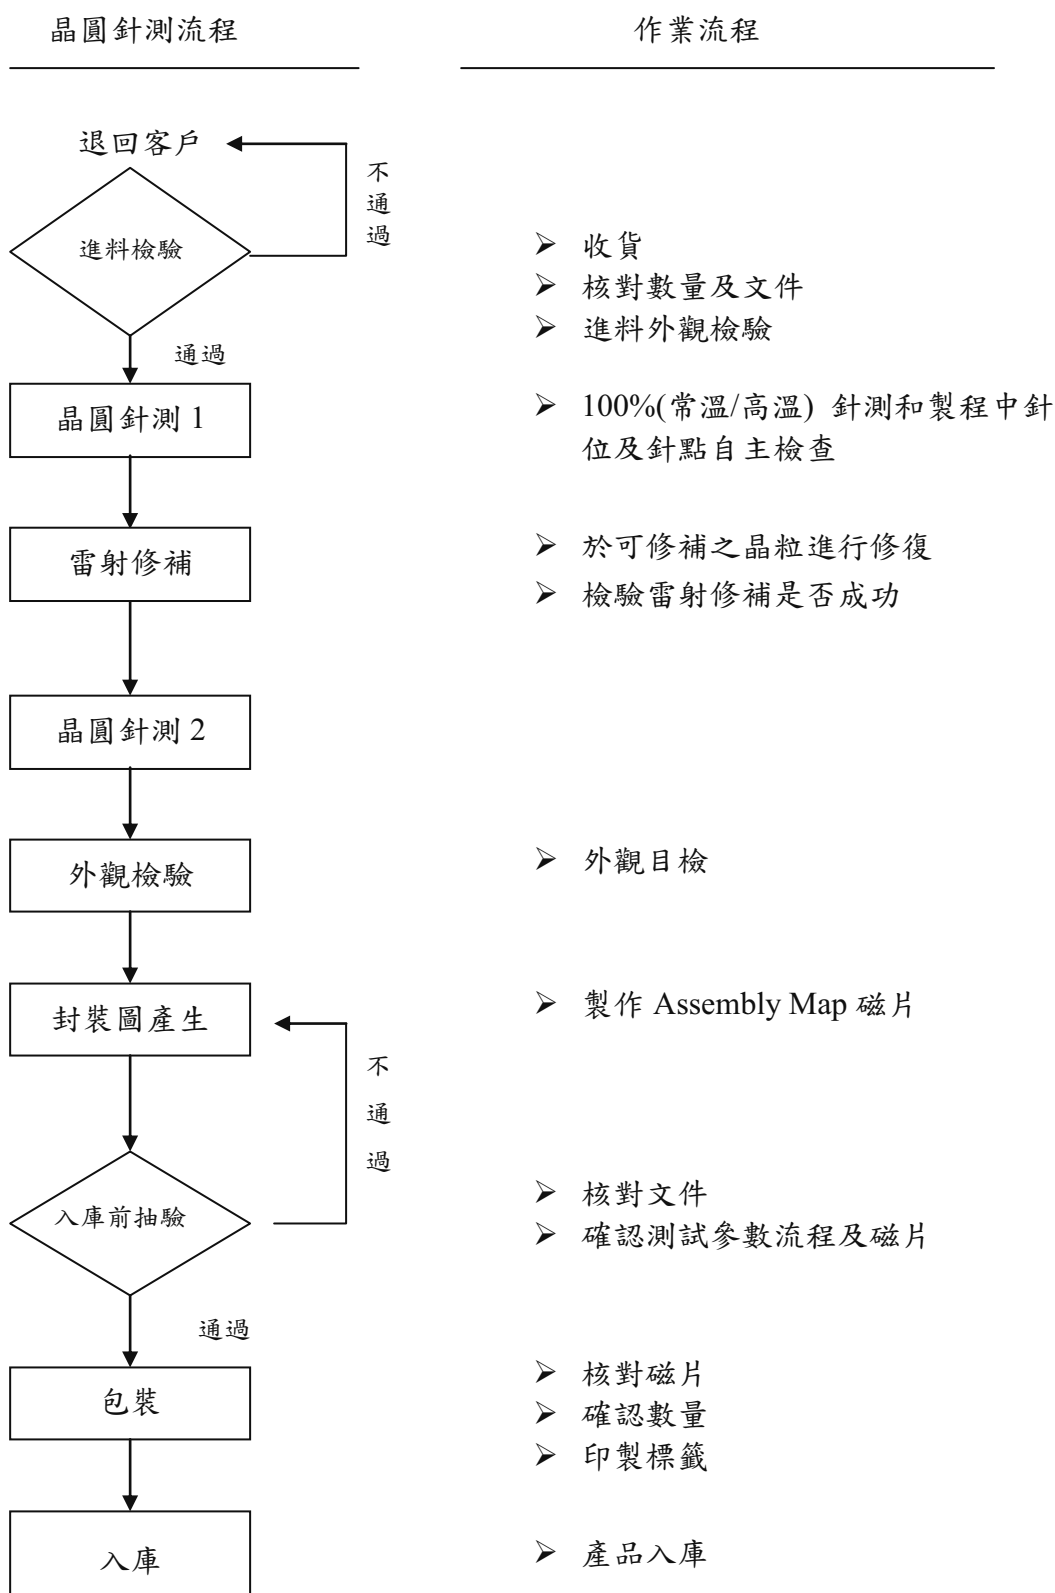 晶圓針測流程
作業流程
退回客戶
不
通
過
進料檢驗
➢ 收貨
➢ 核對數量及文件
➢ 進料外觀檢驗
通過
晶圓針測 1
➢ 100%(常溫/高溫) 針測和製程中針
位及針點自主檢查
雷射修補
➢ 於可修補之晶粒進行修復
➢ 檢驗雷射修補是否成功
晶圓針測 2
外觀檢驗
➢ 外觀目檢
封裝圖產生
➢ 製作 Assembly Map 磁片
不
通
過
入庫前抽驗
➢ 核對文件
➢ 確認測試參數流程及磁片
通過
包裝
➢ 核對磁片
➢ 確認數量
➢ 印製標籤
入庫
➢ 產品入庫